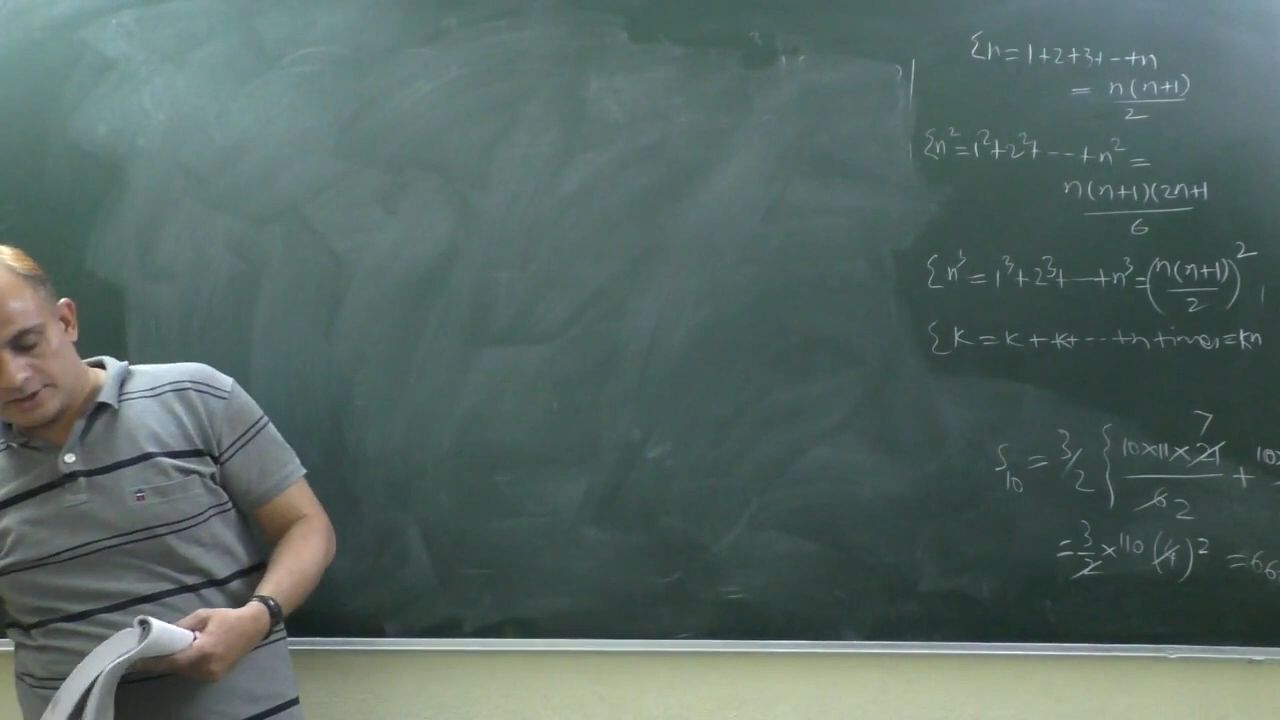 Σn = 1+2+3+ - - +n
= n(n+1)/2
Σn² = 1²+2²+ - - - +n² =
n(n+1)(2n+1/6
Σn³ = 1³+2³+ - - +n³ = (n(n+1)/2)²
Σk = k + k+ - - - +n times = kn
S₁₀ = 3/2 { 10×11×21 7/6 2 + 10×
= 3/2 × 110 (4)² = 66